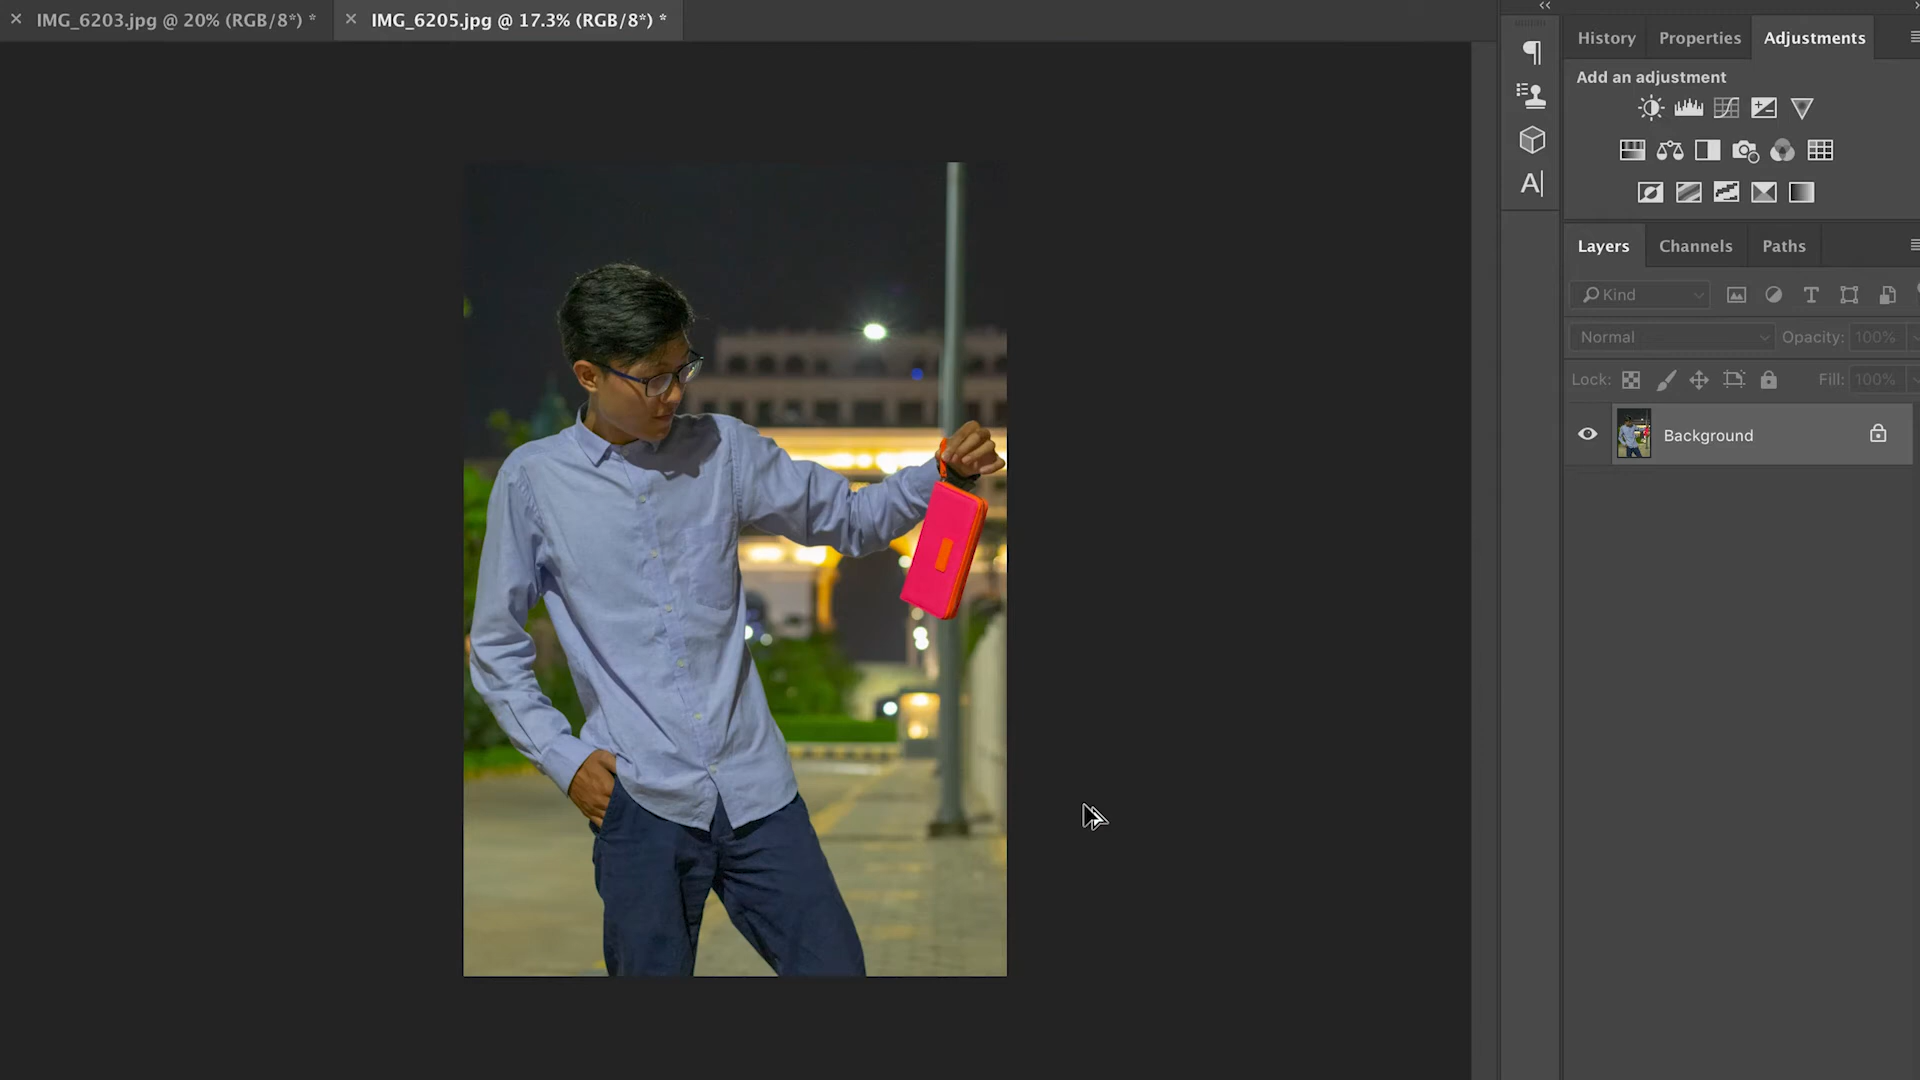 IMG_6203.jpg @ 20% (RGB/8*) *
IMG_6205.jpg @ 17.3% (RGB/8*) *
History Properties Adjustments
Add an adjustment
Layers Channels Paths
Kind
Normal Opacity: 100%
Lock: Fill: 100%
Background